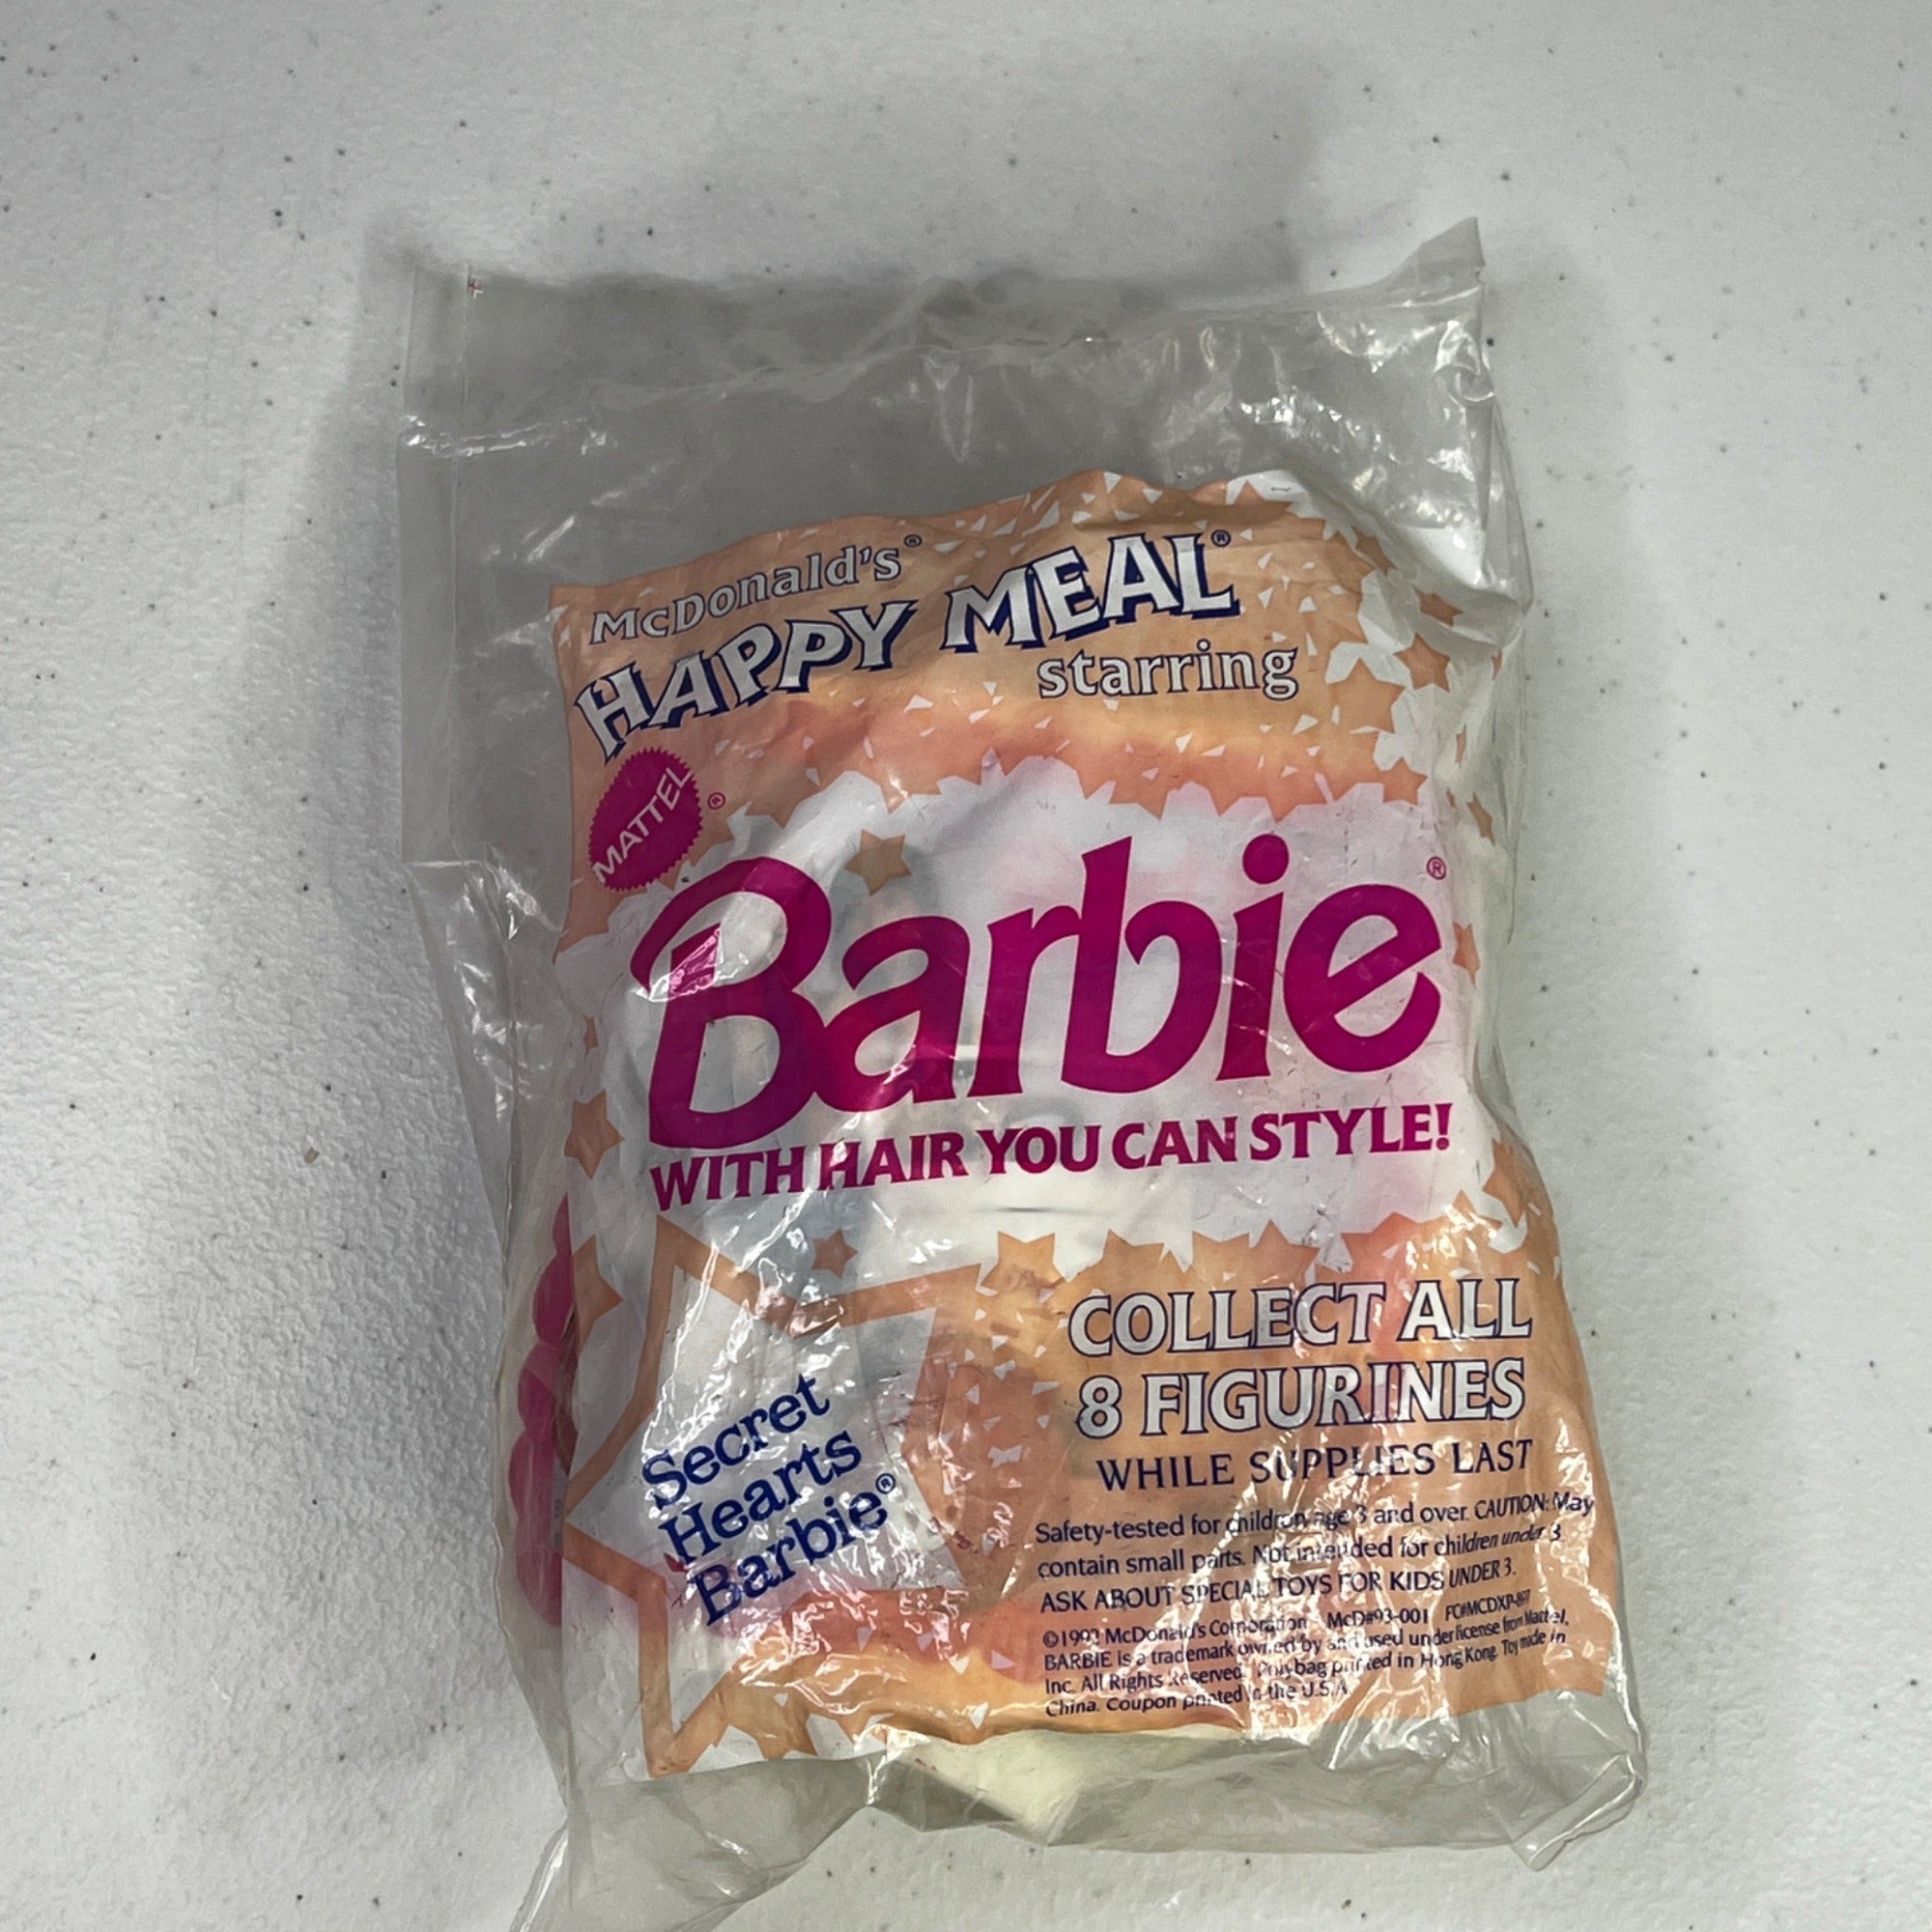 McDonald's®
HAPPY MEAL®
starring
MATTEL®
Barbie®
WITH HAIR YOU CAN STYLE!
COLLECT ALL
8 FIGURINES
WHILE SUPPLIES LAST
Secret
Hearts
Barbie®
Safety-tested for children age 3 and over. CAUTION: May
contain small parts. Not intended for children under 3.
ASK ABOUT SPECIAL TOYS FOR KIDS UNDER 3.
McDonald's Corporation McD#93-001
BARBIE is a trademark owned by and used under license from Mattel,
Inc. All Rights Reserved. Polybag printed in Hong Kong. Toy made in
China. Coupon printed in the U.S.A.